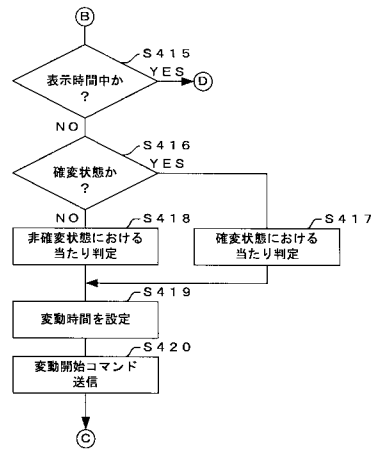 B
S415
表示時間中か
?
YES
D
NO
S416
確変状態か
?
YES
NO
S418
非確変状態における
当たり判定
S417
確変状態における
当たり判定
S419
変動時間を設定
S420
変動開始コマンド
送信
C